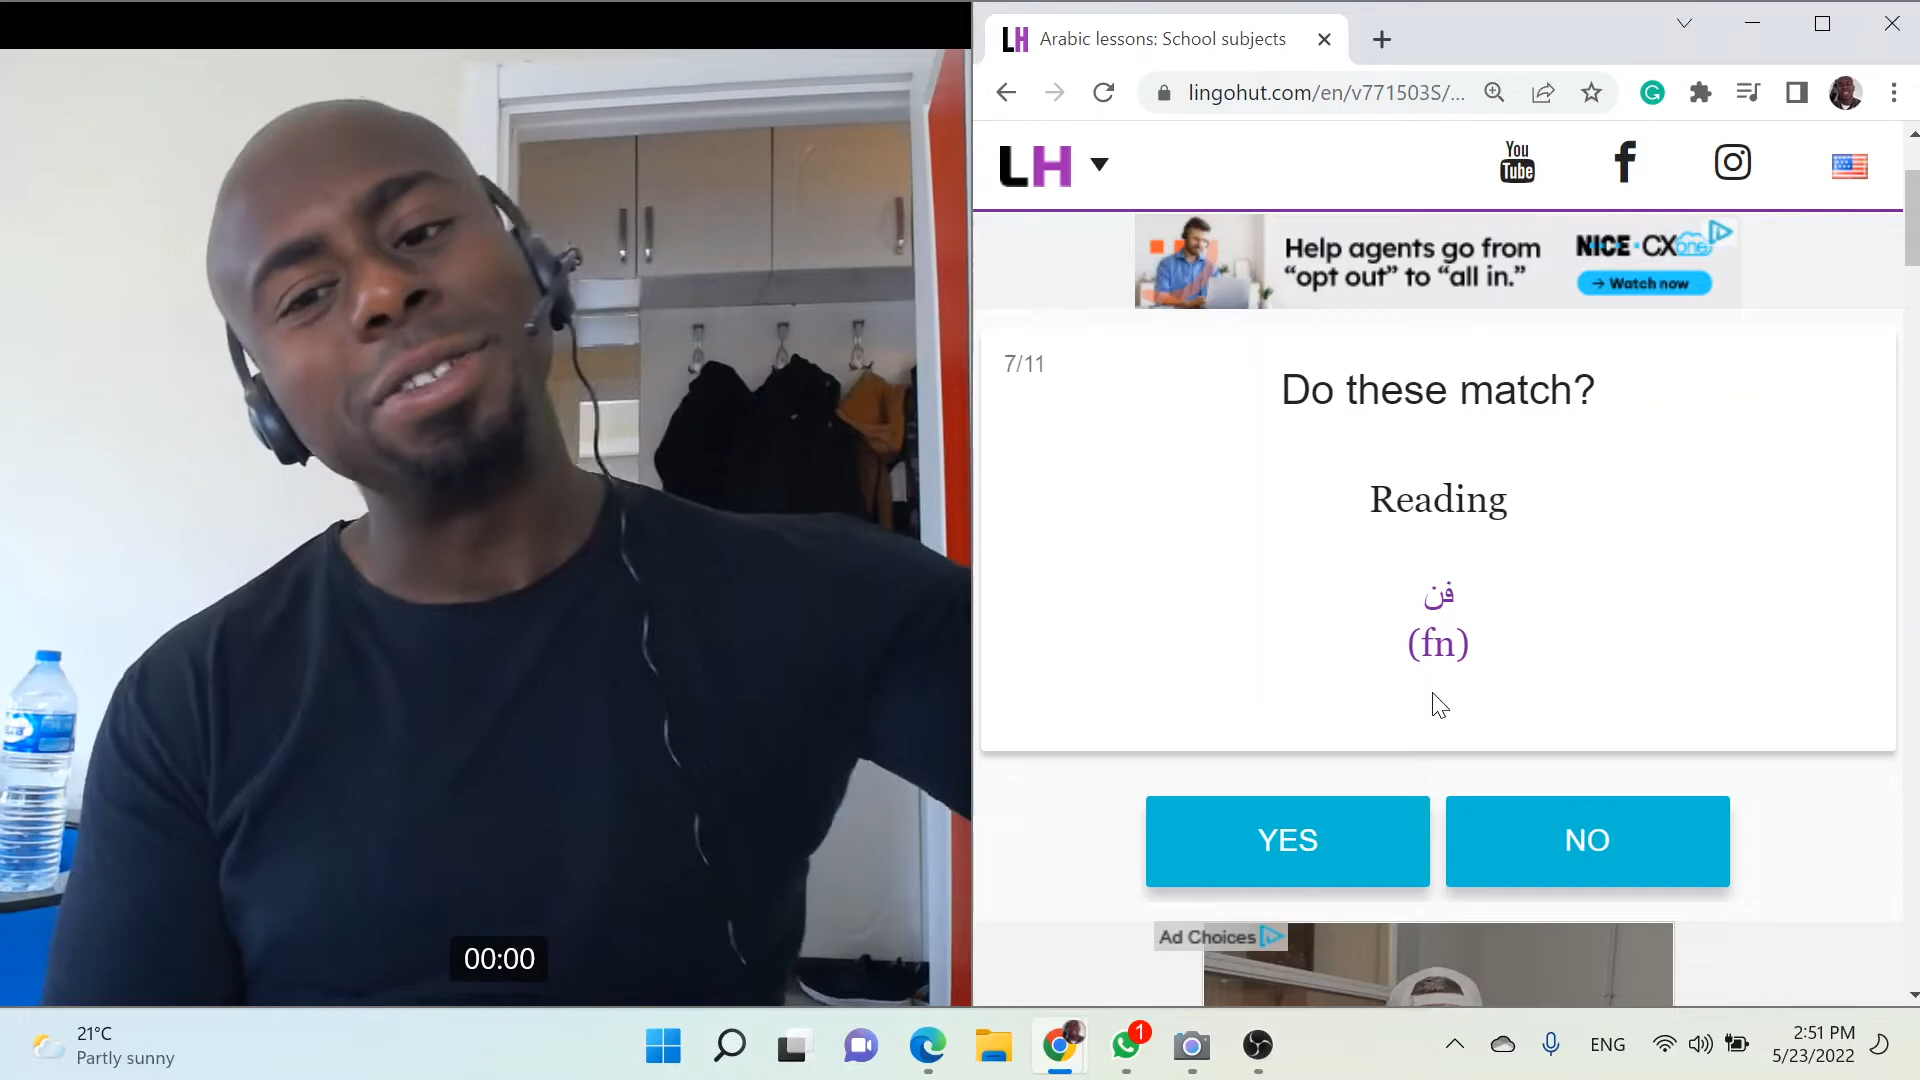 00:00
LH Arabic lessons: School subjects
lingohut.com/en/v771503S/...
LH
You
Tube
Help agents go from
“opt out” to “all in.”
NICE·CXone
→ Watch now
7/11
Do these match?
Reading
فن
(fn)
YES
NO
Ad Choices
21°C
Partly sunny
1
ENG
2:51 PM
5/23/2022